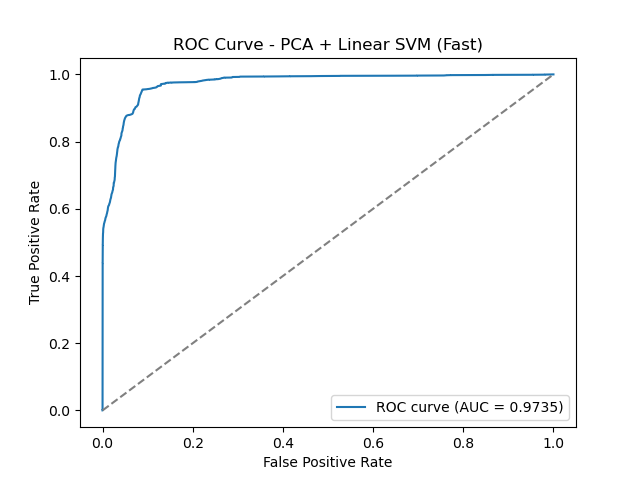 ROC Curve - PCA + Linear SVM (Fast)
1.0
0.8
0.6
0.4
0.2
0.0
True Positive Rate
ROC curve (AUC = 0.9735)
0.0 0.2 0.4 0.6 0.8 1.0
False Positive Rate